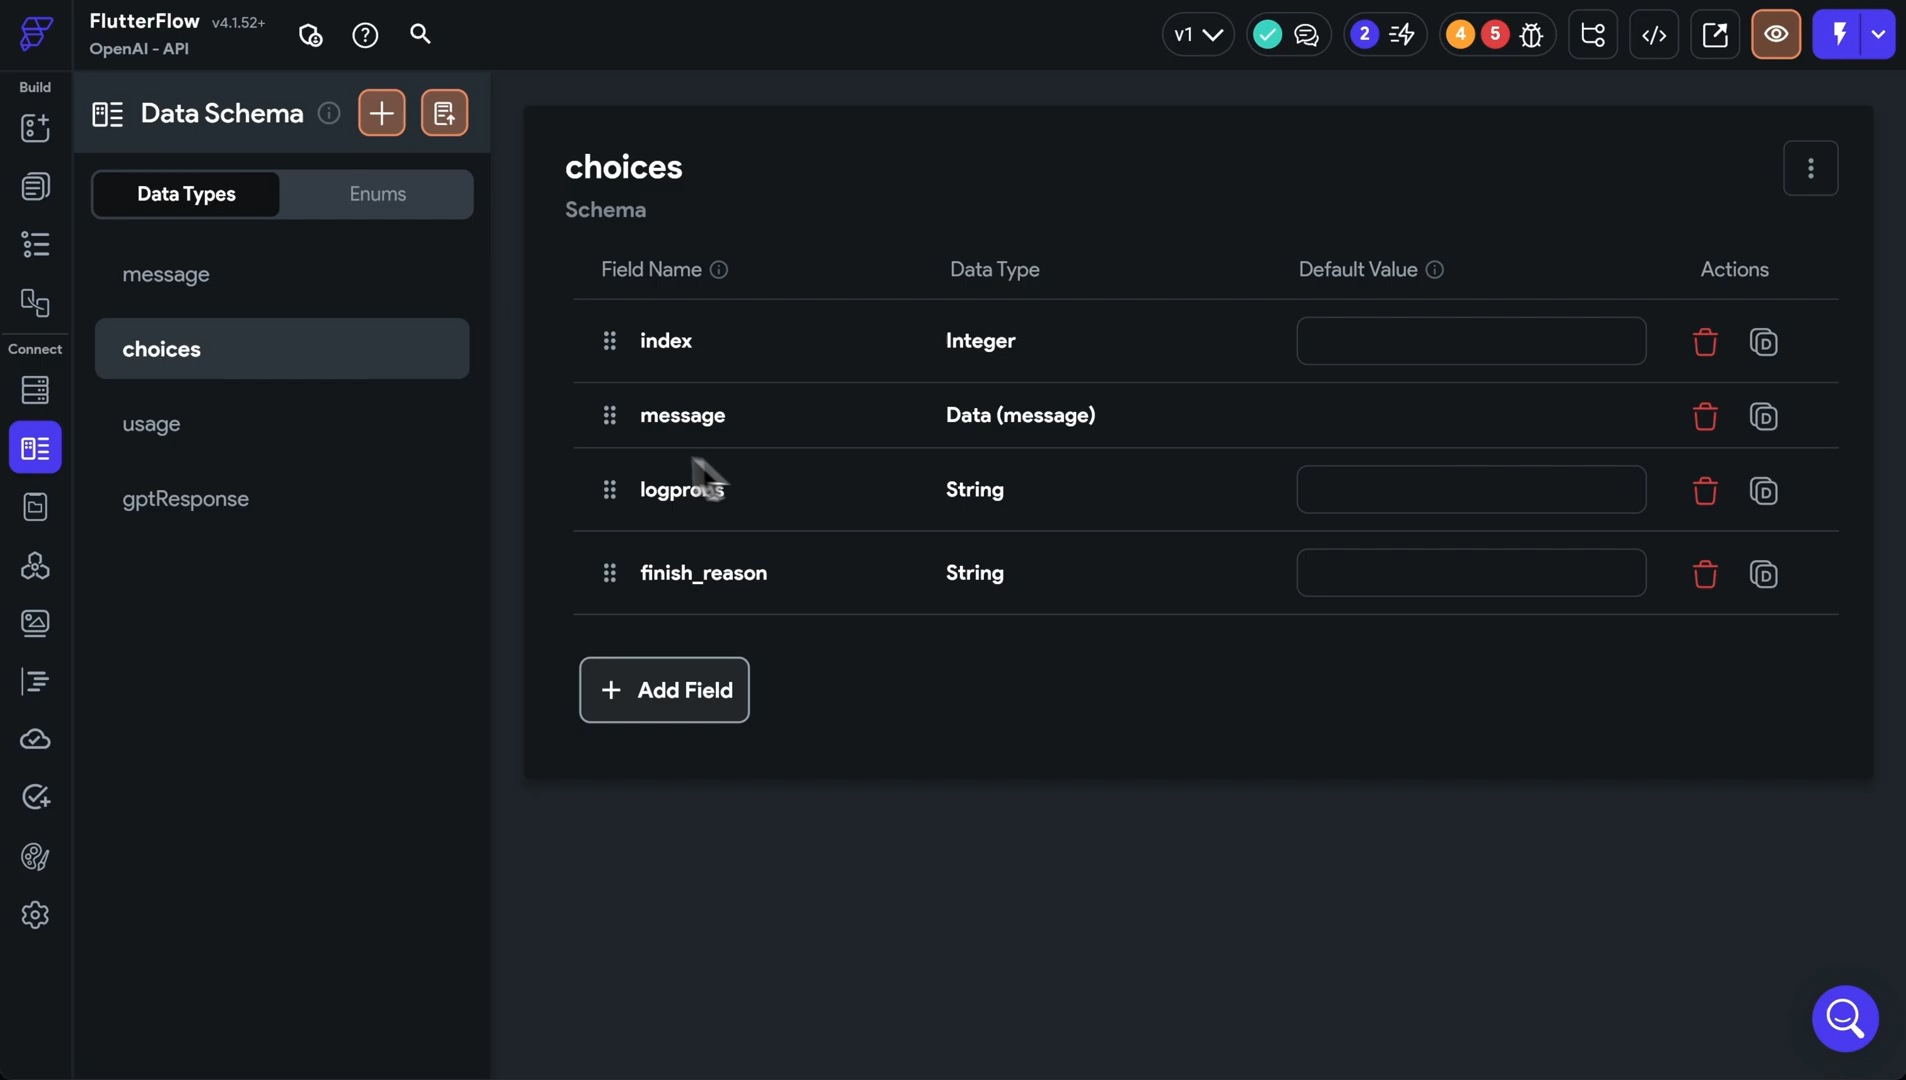 FlutterFlow v4.1.52+
OpenAI - API
v1
2
4
5
Build
Connect
Data Schema
Data Types
Enums
message
choices
usage
gptResponse
choices
Schema
Field Name
Data Type
Default Value
Actions
index
Integer
D
message
Data (message)
D
logprobs
String
D
finish_reason
String
D
+ Add Field